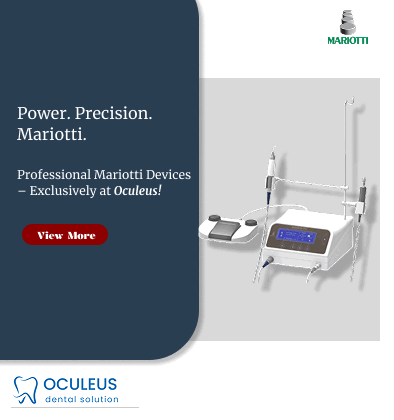 MARIOTTI
Power. Precision.
Mariotti.
Professional Mariotti Devices
– Exclusively at Oculeus!
View More
OCULEUS
dental solution